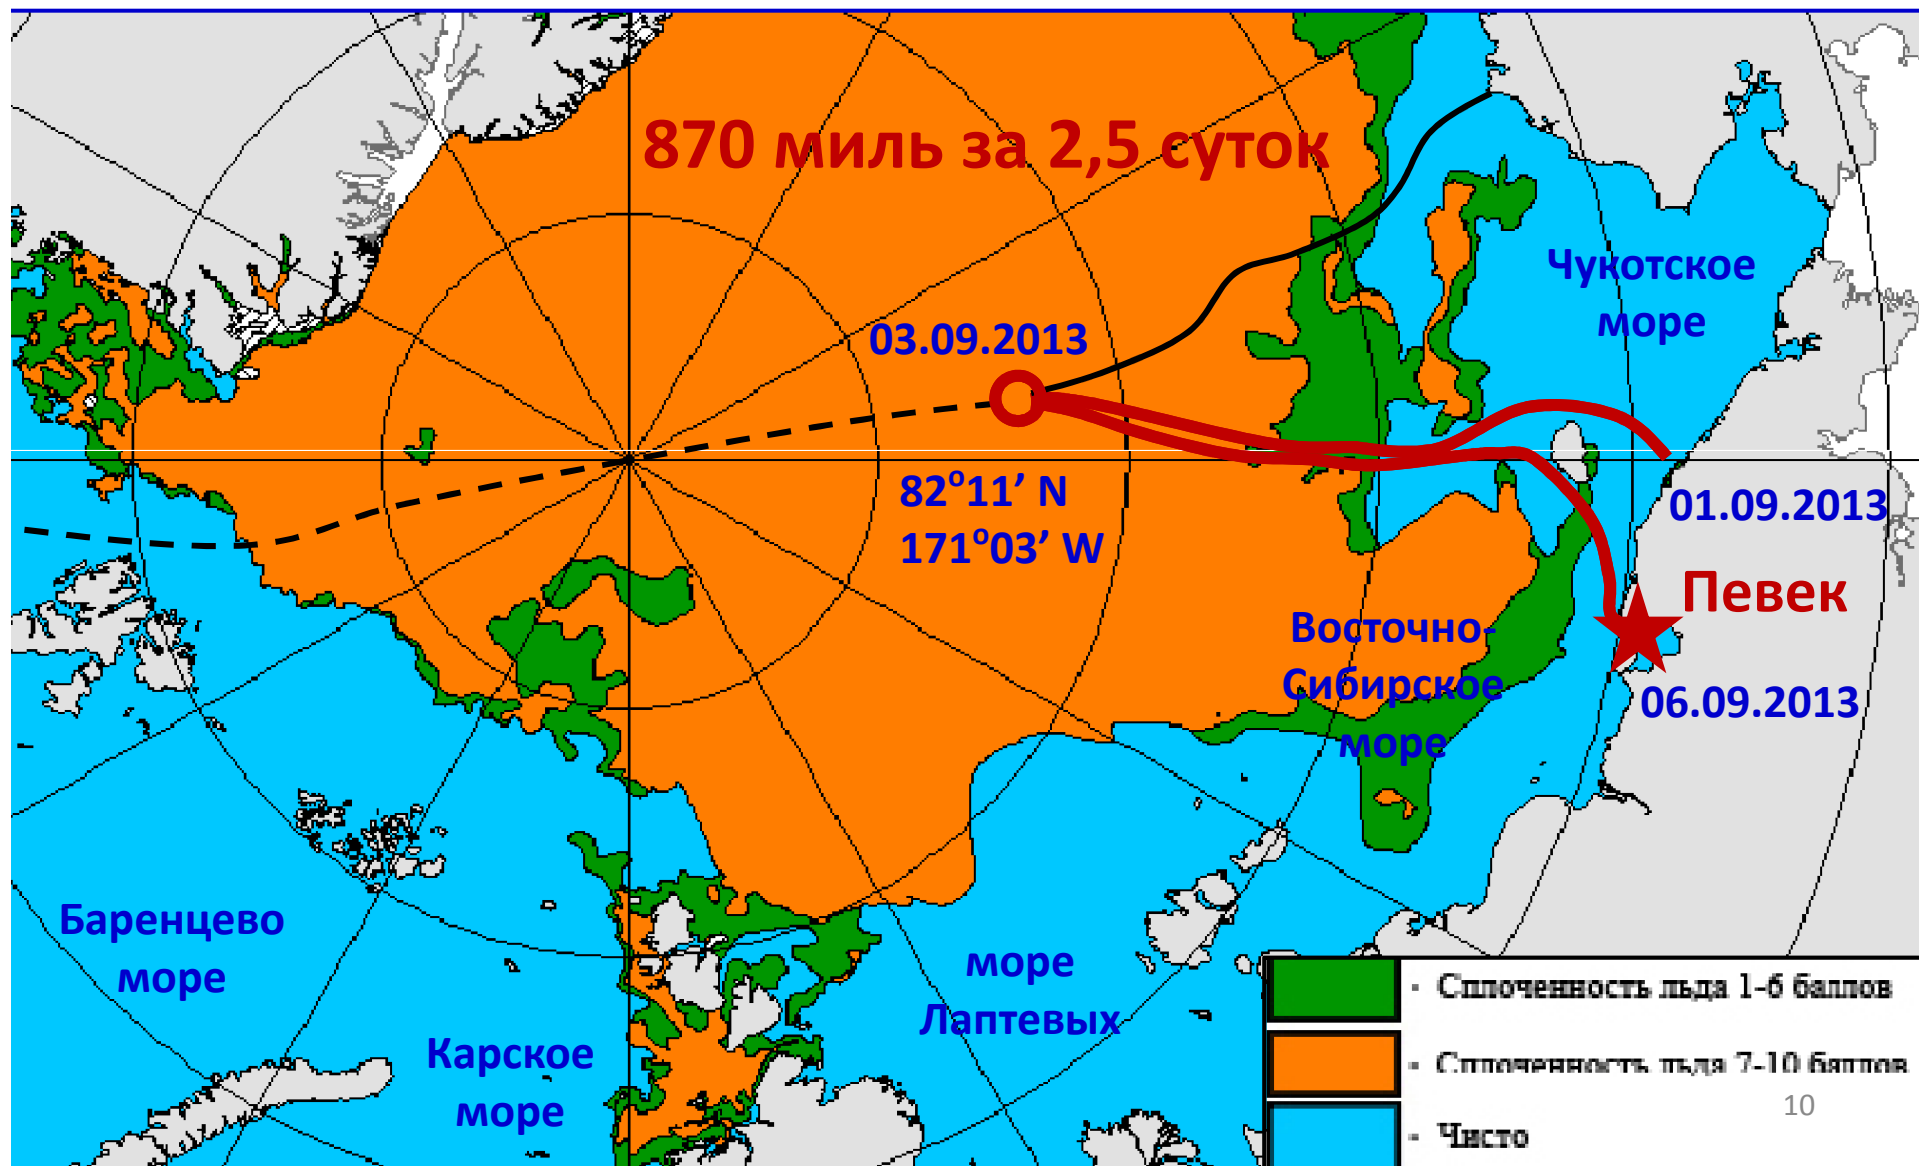 870 миль за 2,5 суток
Чукотское
море
03.09.2013
82°11’ N
171°03’ W
01.09.2013
Певек
Восточно-
Сибирское
море
06.09.2013
Баренцево
море
море
Лаптевых
Карское
море
- Сплоченность льда 1-6 баллов
- Сплоченность льда 7-10 баллов
10
- Чисто